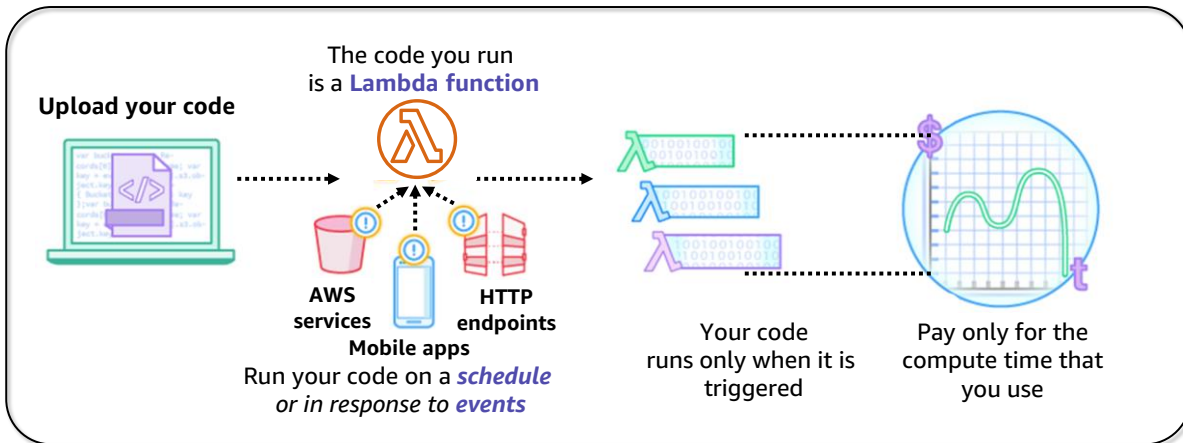 Upload your code
The code you run
is a Lambda function
AWS
services
Mobile apps
HTTP
endpoints
Run your code on a schedule
or in response to events
Your code
runs only when it is
triggered
$
t
Pay only for the
compute time that
you use